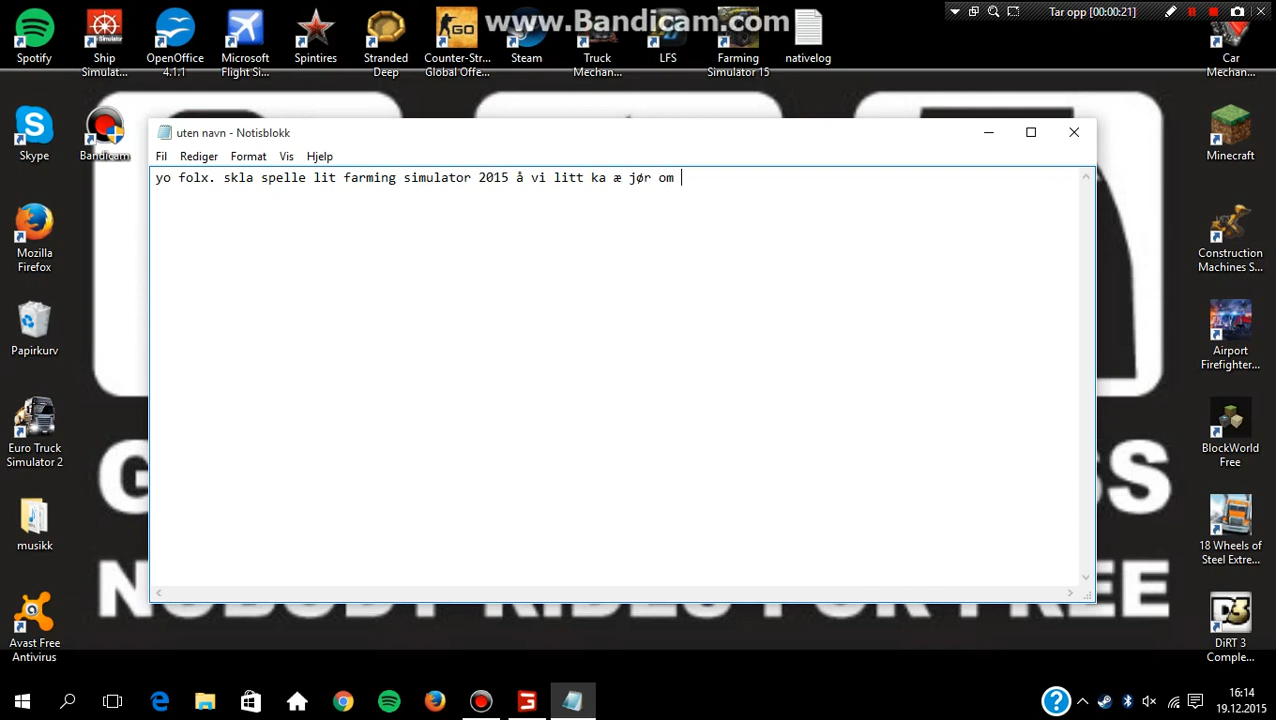 www.Bandicam.com
Tar opp [00:00:21]
Spotify
Ship Simulat...
OpenOffice 4.1.1
Microsoft Flight Si...
Spintires
Stranded Deep
Counter-Str... Global Offe...
Steam
Truck Mechan...
LFS
Farming Simulator 15
nativelog
Car Mechan...
Skype
Bandicam
uten navn - Notisblokk
Fil Rediger Format Vis Hjelp
yo folx. skla spelle lit farming simulator 2015 å vi litt ka æ jør om
Minecraft
Mozilla Firefox
Construction Machines S...
Papirkurv
Airport Firefighter...
Euro Truck Simulator 2
BlockWorld Free
musikk
18 Wheels of Steel Extre...
NOBODY RIDES FOR FREE
Avast Free Antivirus
DiRT 3 Comple...
16:14
19.12.2015